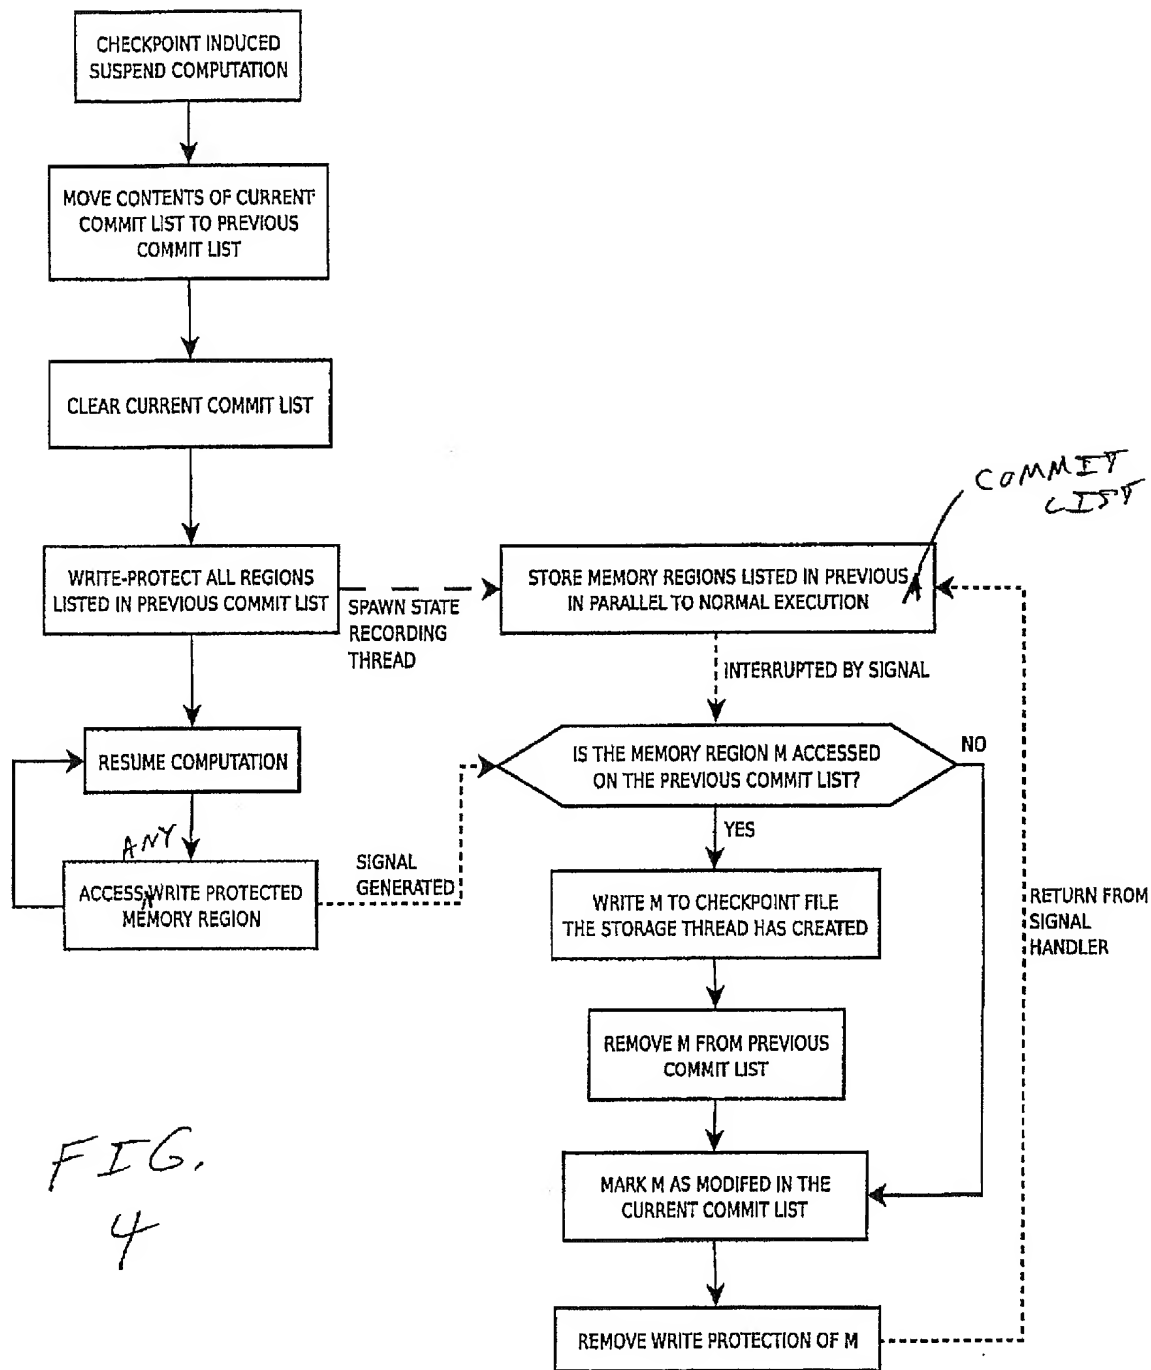 CHECKPOINT INDUCED
SUSPEND COMPUTATION
MOVE CONTENTS OF CURRENT
COMMIT LIST TO PREVIOUS
COMMIT LIST
CLEAR CURRENT COMMIT LIST
WRITE-PROTECT ALL REGIONS
LISTED IN PREVIOUS COMMIT LIST
SPAWN STATE
RECORDING
THREAD
COMMIT
LIST
STORE MEMORY REGIONS LISTED IN PREVIOUS
IN PARALLEL TO NORMAL EXECUTION
INTERRUPTED BY SIGNAL
RESUME COMPUTATION
IS THE MEMORY REGION M ACCESSED
ON THE PREVIOUS COMMIT LIST?
NO
YES
ANY
ACCESS WRITE PROTECTED
MEMORY REGION
SIGNAL
GENERATED
WRITE M TO CHECKPOINT FILE
THE STORAGE THREAD HAS CREATED
RETURN FROM
SIGNAL
HANDLER
REMOVE M FROM PREVIOUS
COMMIT LIST
MARK M AS MODIFED IN THE
CURRENT COMMIT LIST
REMOVE WRITE PROTECTION OF M
FIG.
4